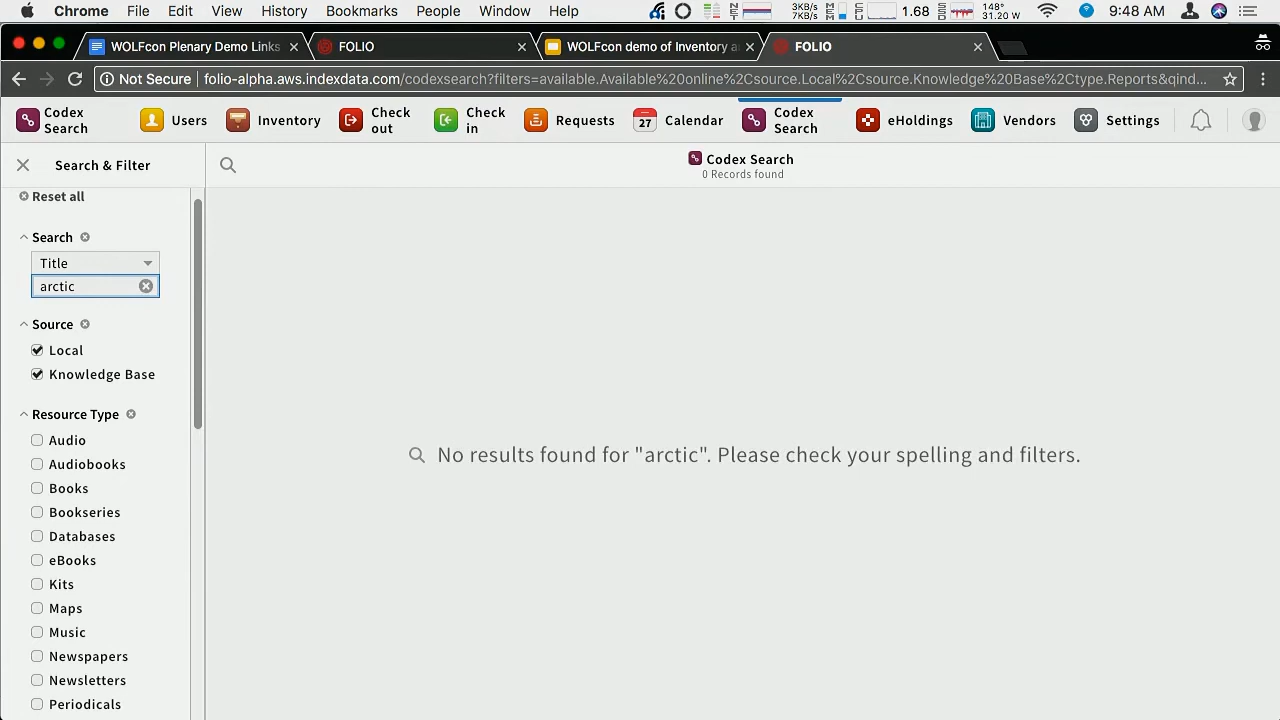 Chrome File Edit View History Bookmarks People Window Help 3KB/s 7KB/s 1.68 148° 31.20 W 9:48 AM
WOLFcon Plenary Demo Links FOLIO WOLFcon demo of Inventory a FOLIO
Not Secure folio-alpha.aws.indexdata.com/codexsearch?filters=available.Available%20online%2Csource.Local%2Csource.Knowledge%20Base%2Ctype.Reports&qind...
Codex Search Users Inventory Check out Check in Requests 27 Calendar Codex Search eHoldings Vendors Settings
Search & Filter
Codex Search
0 Records found
Reset all
Search
Title
arctic
Source
Local
Knowledge Base
Resource Type
Audio
Audiobooks
Books
Bookseries
Databases
eBooks
Kits
Maps
Music
Newspapers
Newsletters
Periodicals
No results found for "arctic". Please check your spelling and filters.